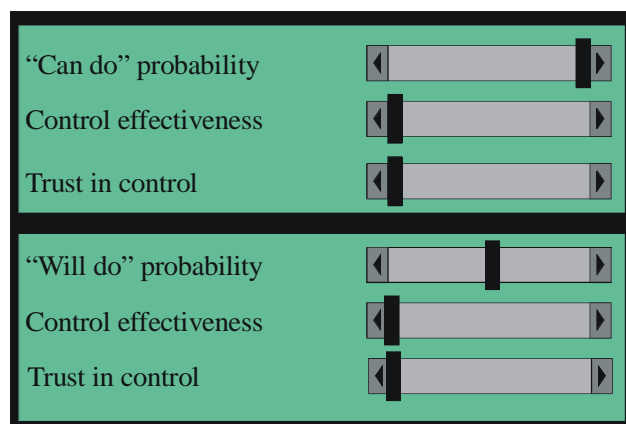 “Can do” probability
Control effectiveness
Trust in control
“Will do” probability
Control effectiveness
Trust in control